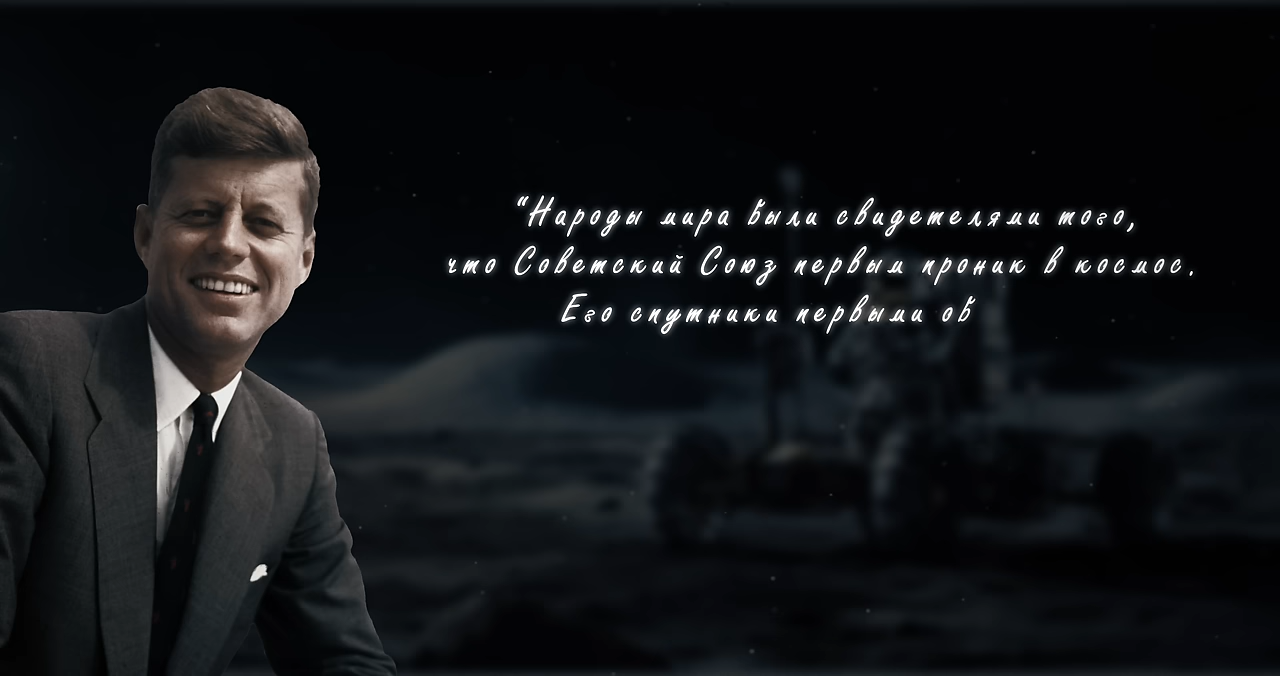 “Народы мира были свидетелями того,
что Советский Союз первым проник в космос.
Его спутники первыми об